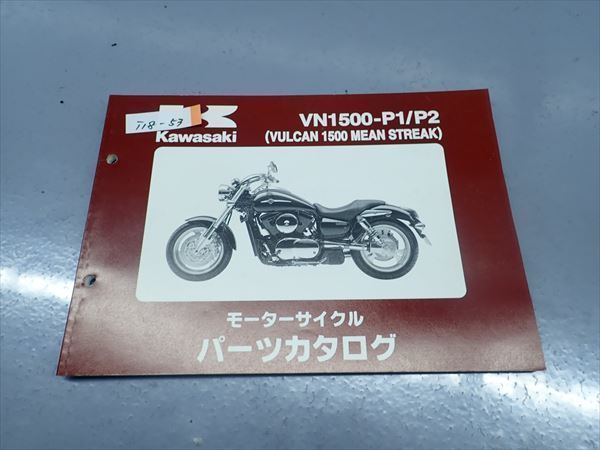 T18-53
Kawasaki
VN1500-P1/P2
(VULCAN 1500 MEAN STREAK)
モーターサイクル
パーツカタログ